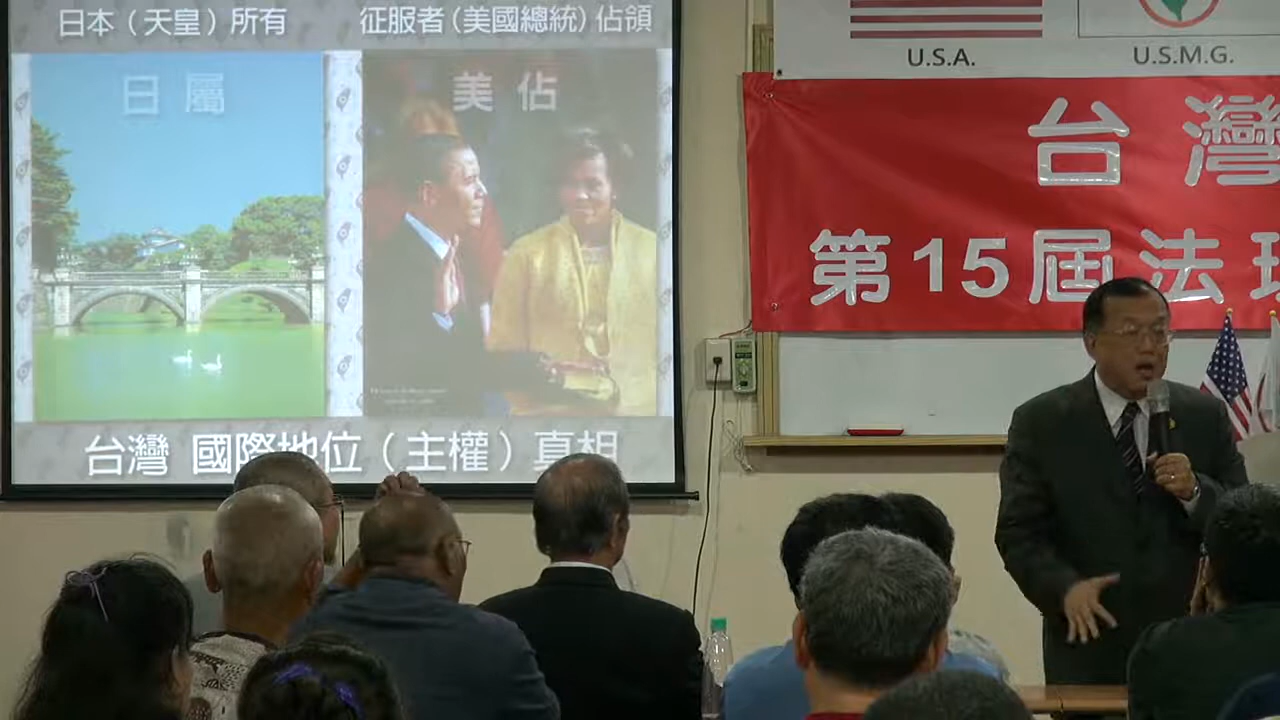 日本（天皇）所有
征服者（美國總統）佔領
日屬
美佔
台灣 國際地位（主權）真相
U.S.A.
U.S.M.G.
台灣
第15屆法理